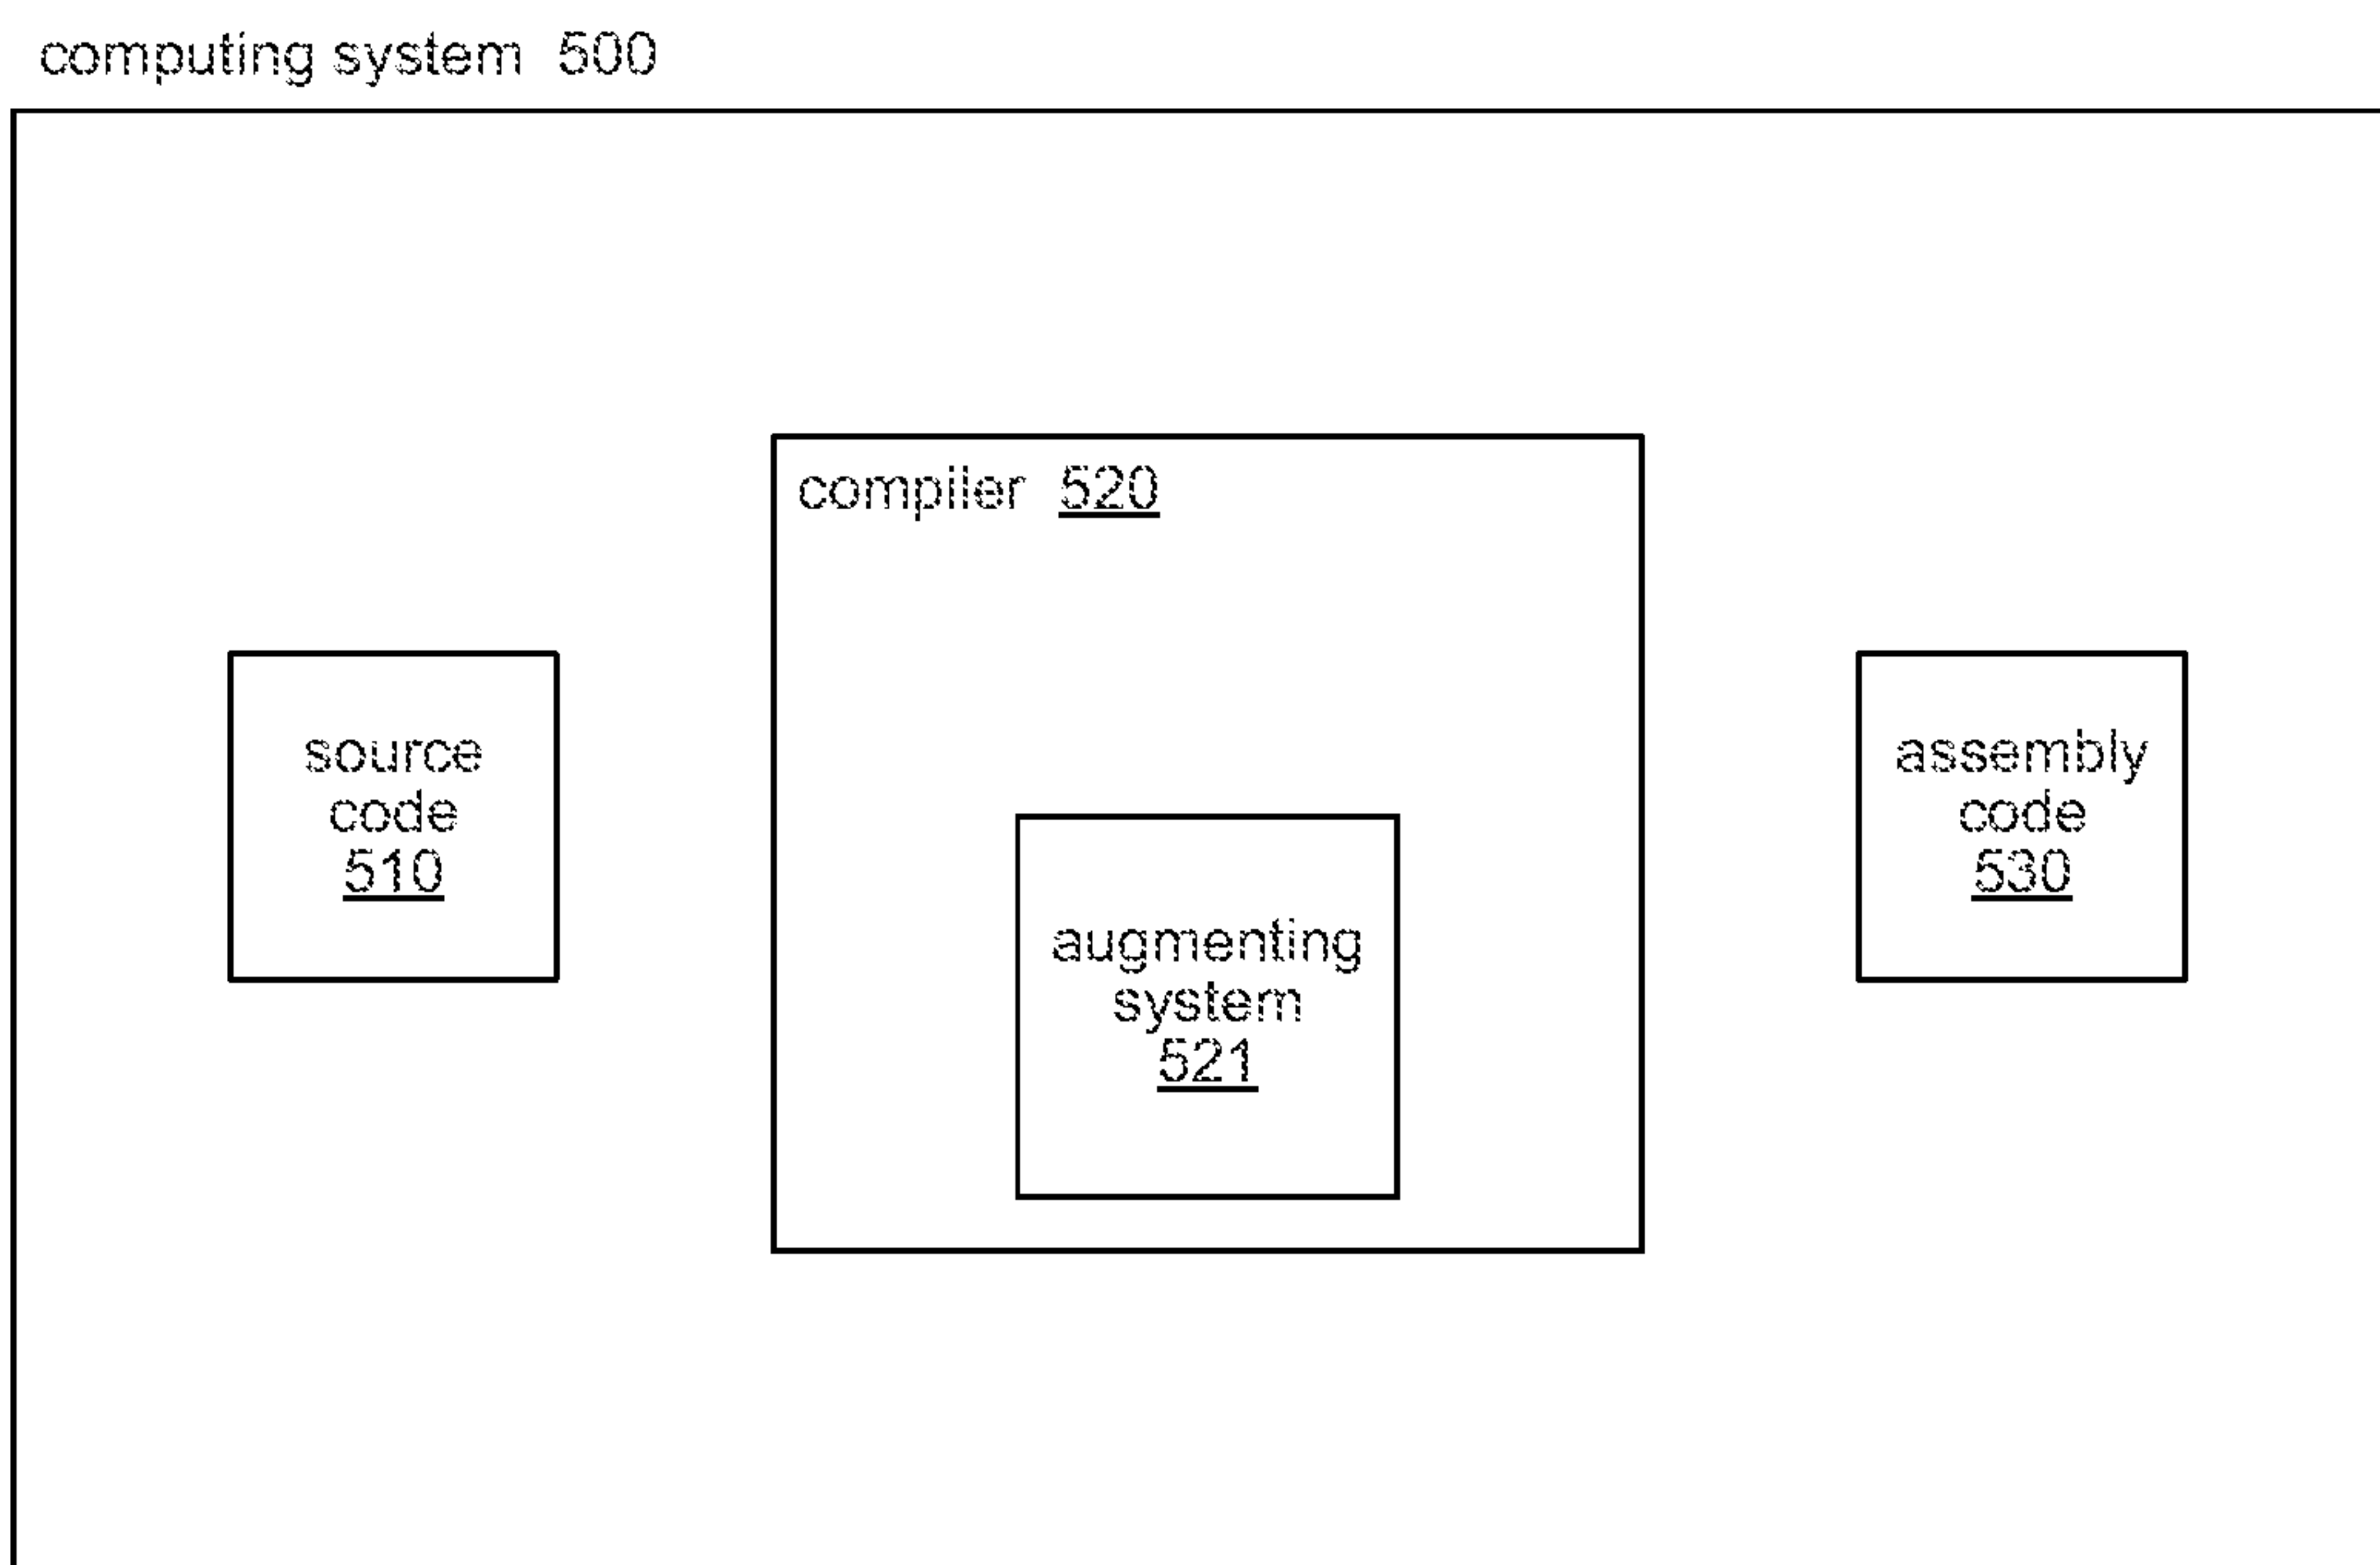 computing system 500
compiler 520
source
code
510
augmenting
system
521
assembly
code
530